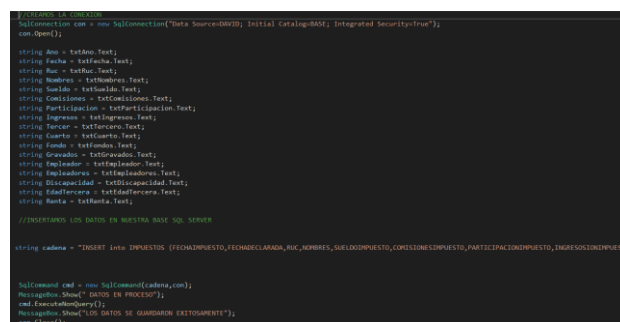 //CREAMOS LA CONEXION
SqlConnection con = new SqlConnection("Data Source=DAVID; Initial Catalog=BASE; Integrated Security=True");
con.Open();
string Ano = txtAno.Text;
string Fecha = txtFecha.Text;
string Ruc = txtRuc.Text;
string Nombres = txtNombres.Text;
string Sueldo = txtSueldo.Text;
string Comisiones = txtComisiones.Text;
string Participacion = txtParticipacion.Text;
string Ingresos = txtIngresos.Text;
string Tercer = txtTercero.Text;
string Cuarto = txtCuarto.Text;
string Fondo = txtFondos.Text;
string Gravados = txtGravados.Text;
string Empleador = txtEmpleador.Text;
string Empleadores = txtEmpleadores.Text;
string Discapacidad = txtDiscapacidad.Text;
string EdadTercera = txtEdadTercera.Text;
string Renta = txtRenta.Text;
//INSERTAMOS LOS DATOS EN NUESTRA BASE SQL SERVER
string cadena = "INSERT into IMPUESTOS (FECHAIMPUESTO,FECHADECLARADA,RUC,NOMBRES,SUELDOIMPUESTO,COMISIONESIMPUESTO,PARTICIPACIONIMPUESTO,INGRESOSIONIMPUES
SqlCommand cmd = new SqlCommand(cadena,con);
MessageBox.Show(" DATOS EN PROCESO");
cmd.ExecuteNonQuery();
MessageBox.Show("LOS DATOS SE GUARDARON EXITOSAMENTE");